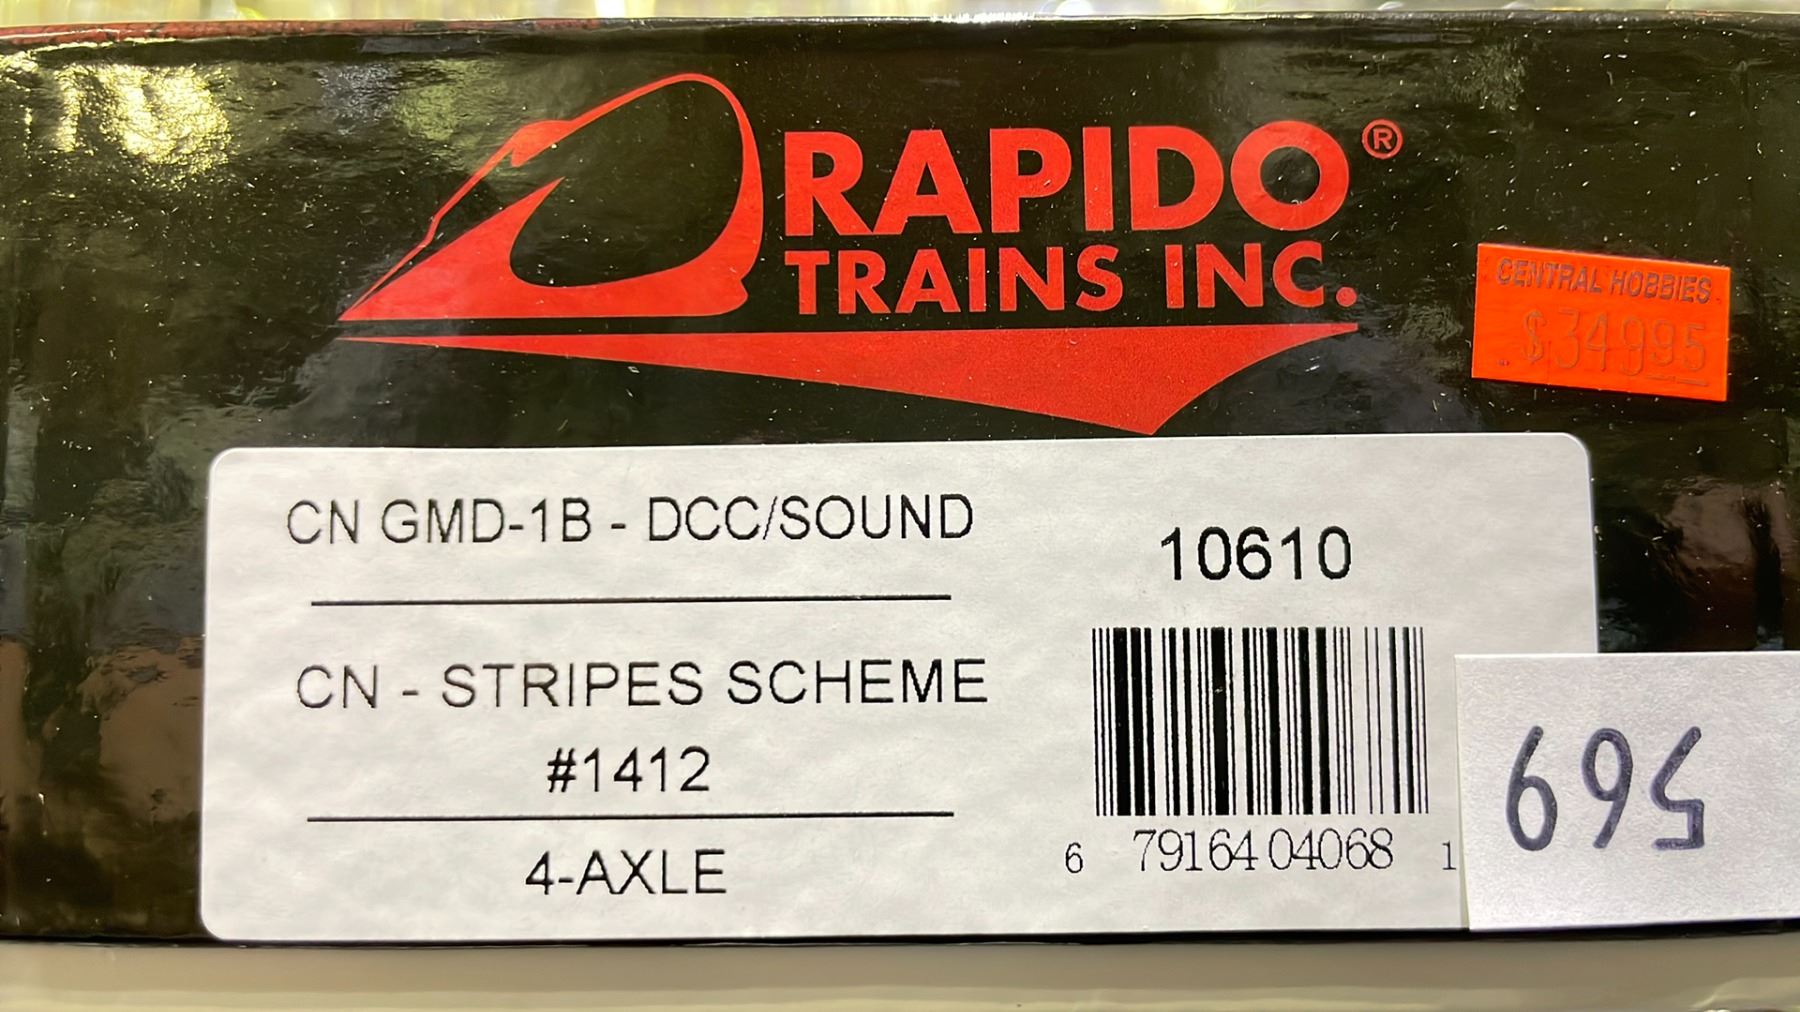 RAPIDO®
TRAINS INC.
CENTRAL HOBBIES
$34995
CN GMD-1B - DCC/SOUND
10610
CN - STRIPES SCHEME
#1412
4-AXLE
6 79164 04068 1
569